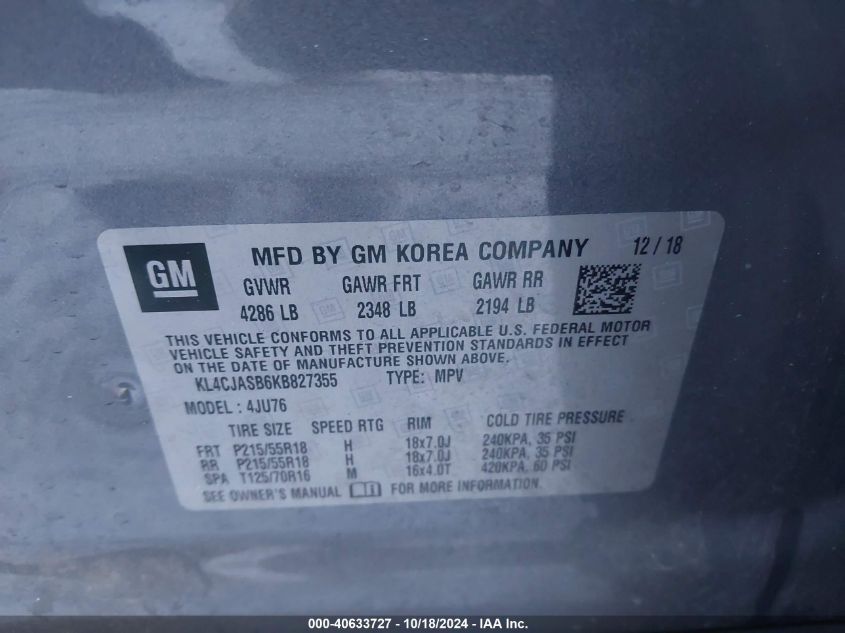 GM
MFD BY GM KOREA COMPANY 12/18
GVWR GAWR FRT GAWR RR
4286 LB 2348 LB 2194 LB
THIS VEHICLE CONFORMS TO ALL APPLICABLE U.S. FEDERAL MOTOR
VEHICLE SAFETY AND THEFT PREVENTION STANDARDS IN EFFECT
ON THE DATE OF MANUFACTURE SHOWN ABOVE.
KL4CJASB6KB827355 TYPE: MPV
MODEL: 4JU76
TIRE SIZE SPEED RTG RIM COLD TIRE PRESSURE
FRT P215/55R18 H 18x7.0J 240KPA, 35 PSI
RR P215/55R18 H 18x7.0J 240KPA, 35 PSI
SPA T125/70R16 M 16x4.0T 420KPA, 60 PSI
SEE OWNER'S MANUAL FOR MORE INFORMATION.
000-40633727 - 10/18/2024 - IAA Inc.